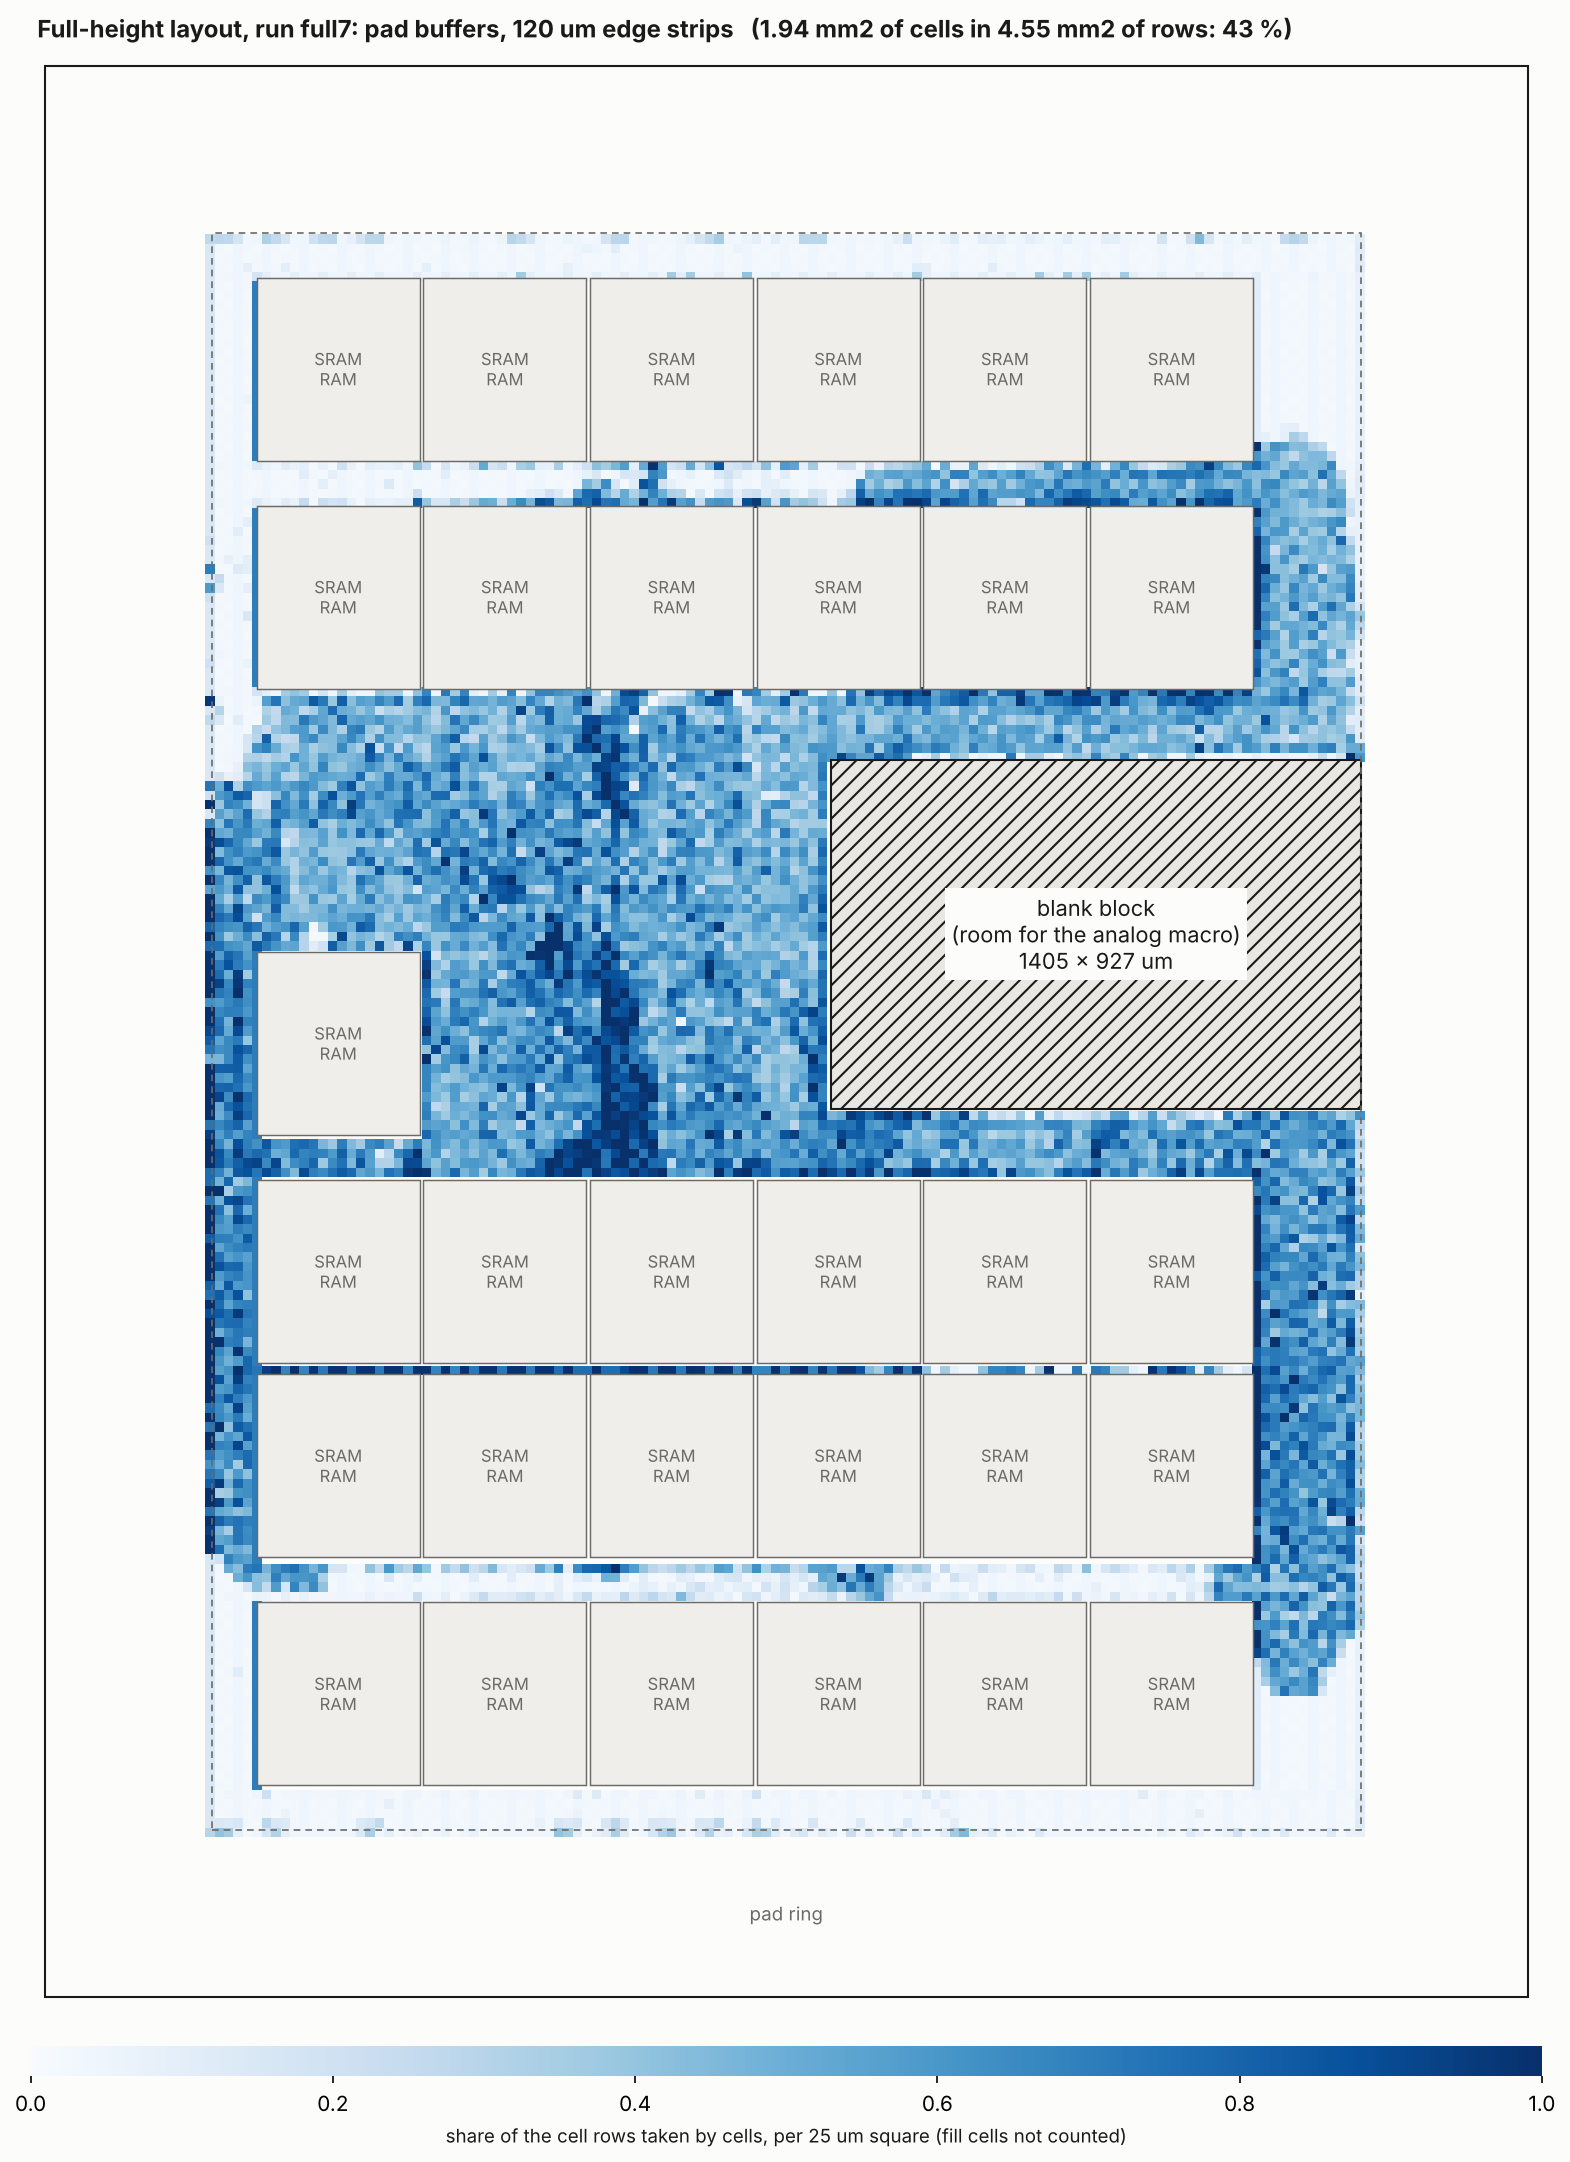 Full-height layout, run full7: pad buffers, 120 um edge strips (1.94 mm2 of cells in 4.55 mm2 of rows: 43 %)
SRAM SRAM SRAM SRAM SRAM SRAM
RAM RAM RAM RAM RAM RAM
SRAM SRAM SRAM SRAM SRAM SRAM
RAM RAM RAM RAM RAM RAM
blank block
(room for the analog macro)
1405 × 927 um
SRAM
RAM
SRAM SRAM SRAM SRAM SRAM SRAM
RAM RAM RAM RAM RAM RAM
SRAM SRAM SRAM SRAM SRAM SRAM
RAM RAM RAM RAM RAM RAM
SRAM SRAM SRAM SRAM SRAM SRAM
RAM RAM RAM RAM RAM RAM
pad ring
0.0 0.2 0.4 0.6 0.8 1.0
share of the cell rows taken by cells, per 25 um square (fill cells not counted)